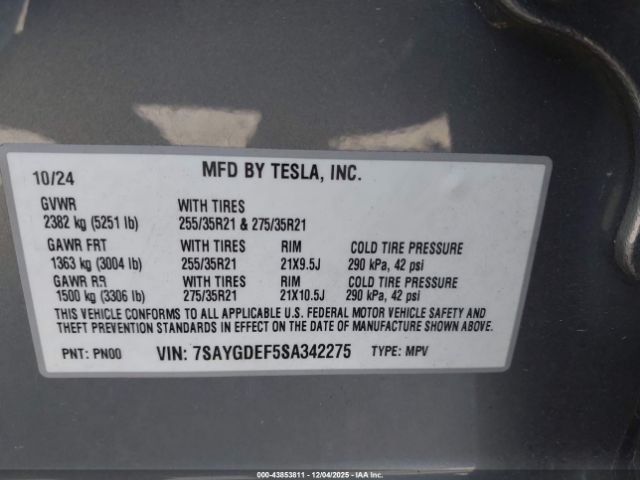 10/24 MFD BY TESLA, INC.
GVWR WITH TIRES
2382 kg (5251 lb) 255/35R21 & 275/35R21
GAWR FRT WITH TIRES RIM COLD TIRE PRESSURE
1363 kg (3004 lb) 255/35R21 21X9.5J 290 kPa, 42 psi
GAWR RR WITH TIRES RIM COLD TIRE PRESSURE
1500 kg (3306 lb) 275/35R21 21X10.5J 290 kPa, 42 psi
THIS VEHICLE CONFORMS TO ALL APPLICABLE U.S. FEDERAL MOTOR VEHICLE SAFETY AND
THEFT PREVENTION STANDARDS IN EFFECT ON THE DATE OF MANUFACTURE SHOWN ABOVE.
PNT: PN00 VIN: 7SAYGDEF5SA342275 TYPE: MPV
000-43853811 - 12/04/2025 - IAA Inc.